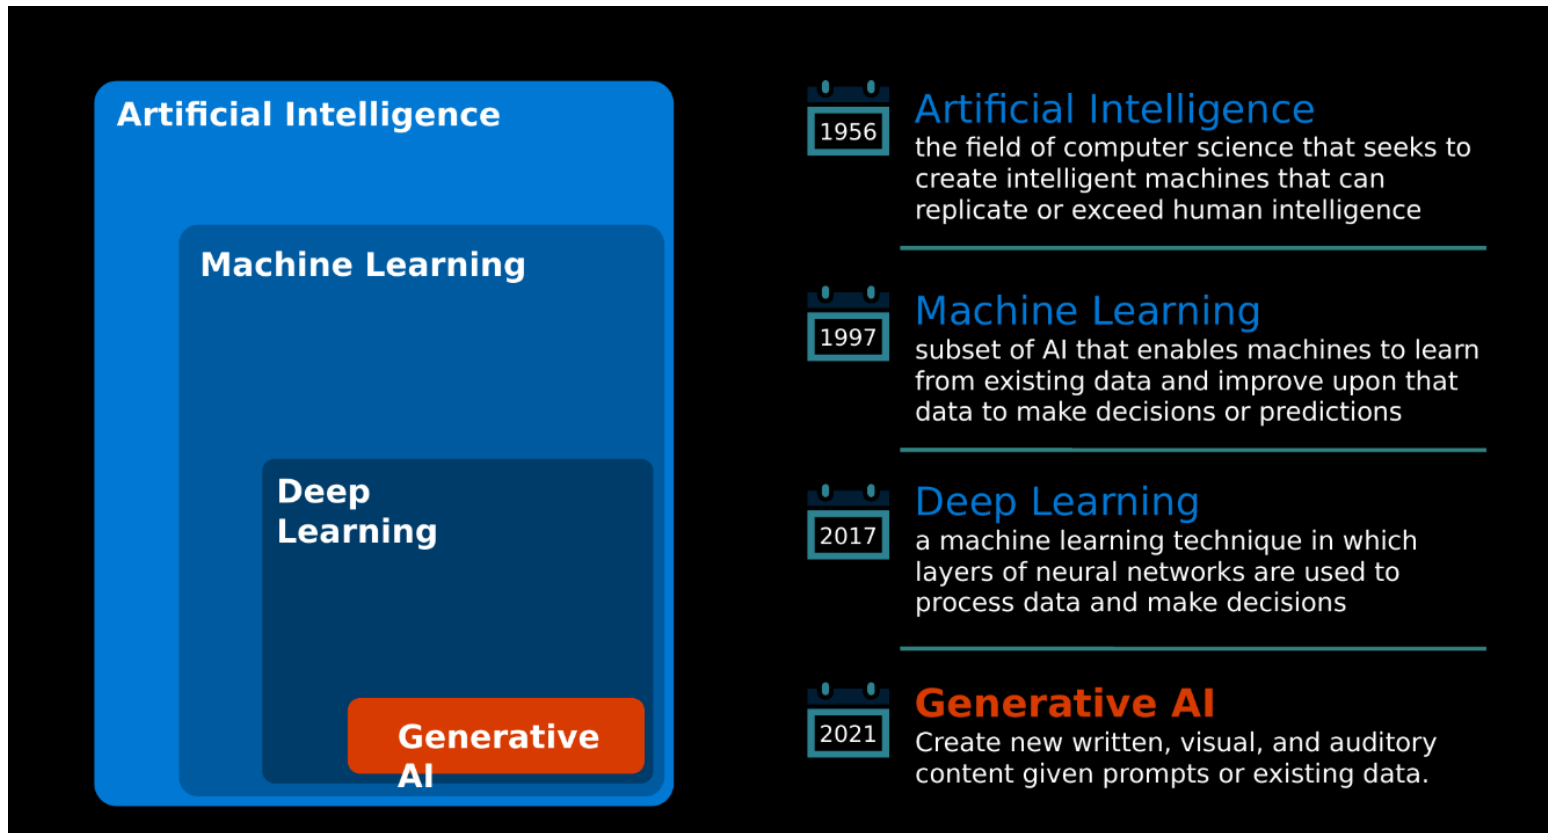 Artificial Intelligence
Machine Learning
Deep
Learning
Generative
AI
1956
Artificial Intelligence
the field of computer science that seeks to
create intelligent machines that can
replicate or exceed human intelligence
1997
Machine Learning
subset of AI that enables machines to learn
from existing data and improve upon that
data to make decisions or predictions
2017
Deep Learning
a machine learning technique in which
layers of neural networks are used to
process data and make decisions
2021
Generative AI
Create new written, visual, and auditory
content given prompts or existing data.